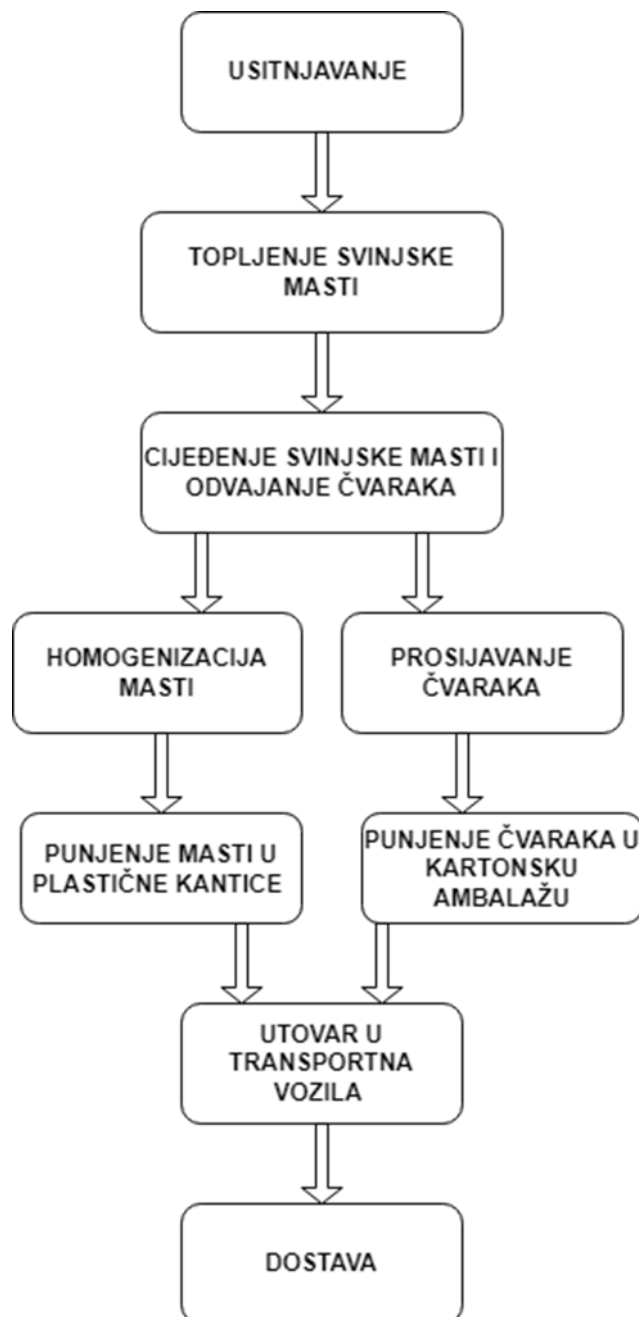 USITNJAVANJE
TOPLJENJE SVINJSKE
MASTI
CIJEĐENJE SVINJSKE MASTI I
ODVAJANJE ČVARAKA
HOMOGENIZACIJA
MASTI
PROSIJAVANJE
ČVARAKA
PUNJENJE MASTI U
PLASTIČNE KANTICE
PUNJENJE ČVARAKA U
KARTONSKU
AMBALAŽU
UTOVAR U
TRANSPORTNA
VOZILA
DOSTAVA